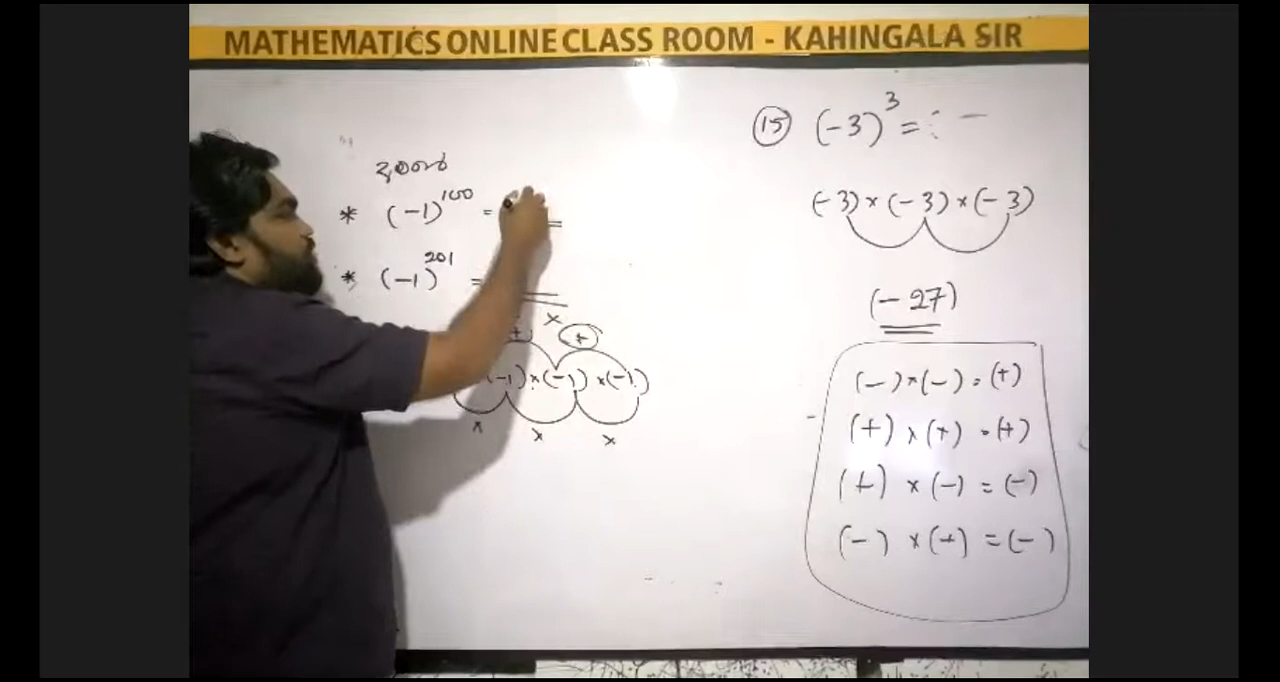 MATHEMATICS ONLINE CLASS ROOM - KAHINGALA SIR
* (-1)^100 =
* (-1)^201 =
x
+ +
(-1) × (-1) × (-1)
x x x
(15) (-3)^3 = : -
(-3) × (-3) × (-3)
(-27)
(-) × (-) = (+)
(+) × (+) = (+)
(+) × (-) = (-)
(-) × (+) = (-)